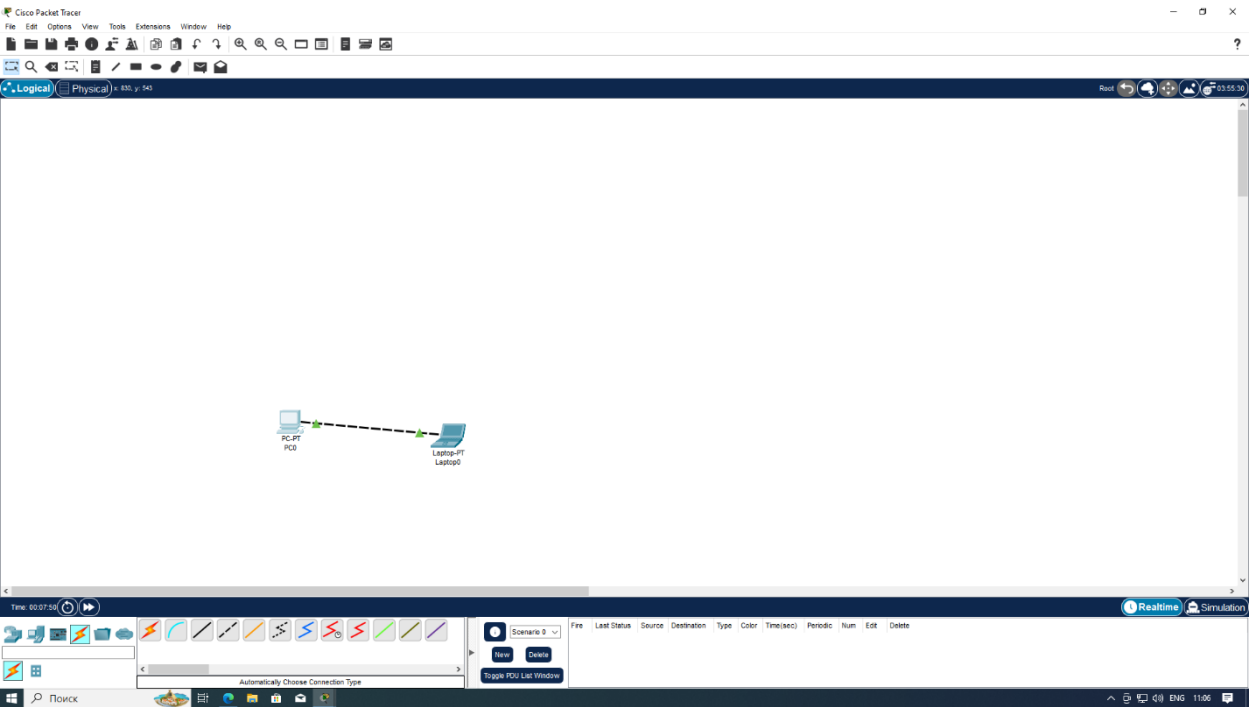 Cisco Packet Tracer
File Edit Options View Tools Extensions Window Help
?
Logical Physical x: 830, y: 543 Root 03:55:30
PC-PT
PC0
Laptop-PT
Laptop0
Time: 00:07:50 Realtime Simulation
Scenario 0 Fire Last Status Source Destination Type Color Time(sec) Periodic Num Edit Delete
New Delete
Toggle PDU List Window
Automatically Choose Connection Type
Поиск ENG 11:06